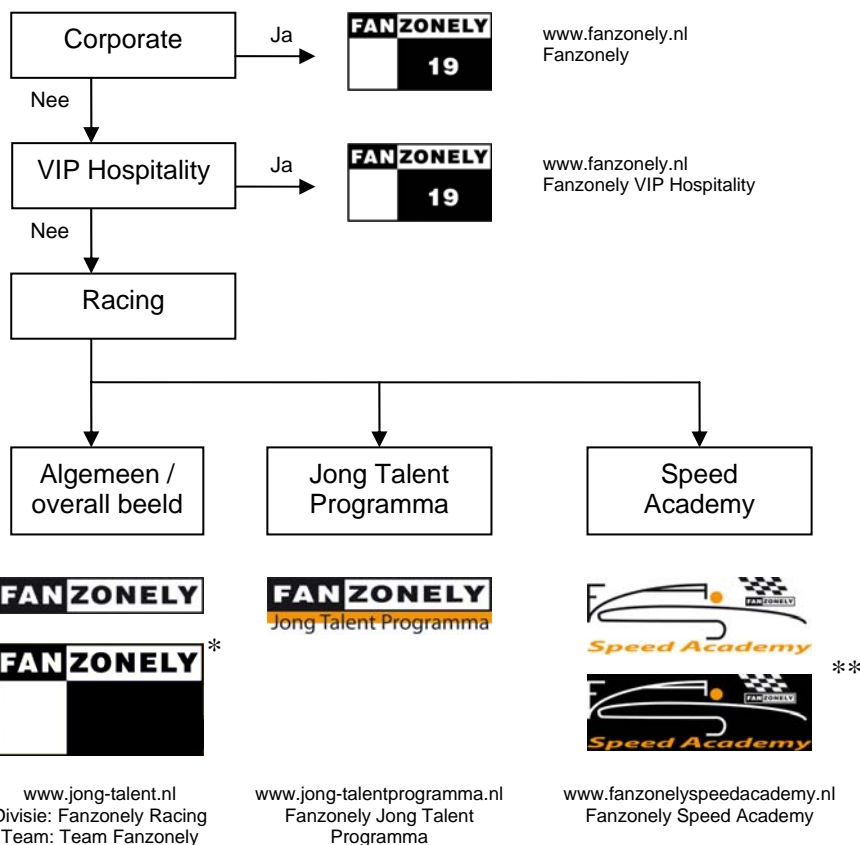 Corporate
Ja
FANZONELY
19
www.fanzonely.nl
Fanzonely
Nee
VIP Hospitality
Ja
FANZONELY
19
www.fanzonely.nl
Fanzonely VIP Hospitality
Nee
Racing
Algemeen /
overall beeld
Jong Talent
Programma
Speed
Academy
FANZONELY
FANZONELY
*
www.jong-talent.nl
Divisie: Fanzonely Racing
Team: Team Fanzonely
FANZONELY
Jong Talent Programma
www.jong-talentprogramma.nl
Fanzonely Jong Talent
Programma
FANZONELY
Speed Academy
FANZONELY
Speed Academy
**
www.fanzonelyspeedacademy.nl
Fanzonely Speed Academy